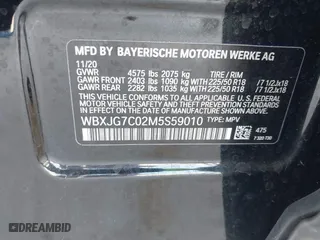 MFD BY BAYERISCHE MOTOREN WERKE AG
11/20 TIRE / RIM
GVWR 4575 lbs 2075 kg
GAWR FRONT 2403 lbs 1090 kg WITH 225/50 R18 / 7 1/2Jx18
GAWR REAR 2282 lbs 1035 kg WITH 225/50 R18 / 7 1/2Jx18
THIS VEHICLE CONFORMS TO ALL APPLICABLE FEDERAL MOTOR
VEHICLE SAFETY, BUMPER, AND THEFT PREVENTION STANDARDS
IN EFFECT ON THE DATE OF MANUFACTURE SHOWN ABOVE.
WBXJG7C02M5S59010 TYPE: MPV
475
DREAMBID